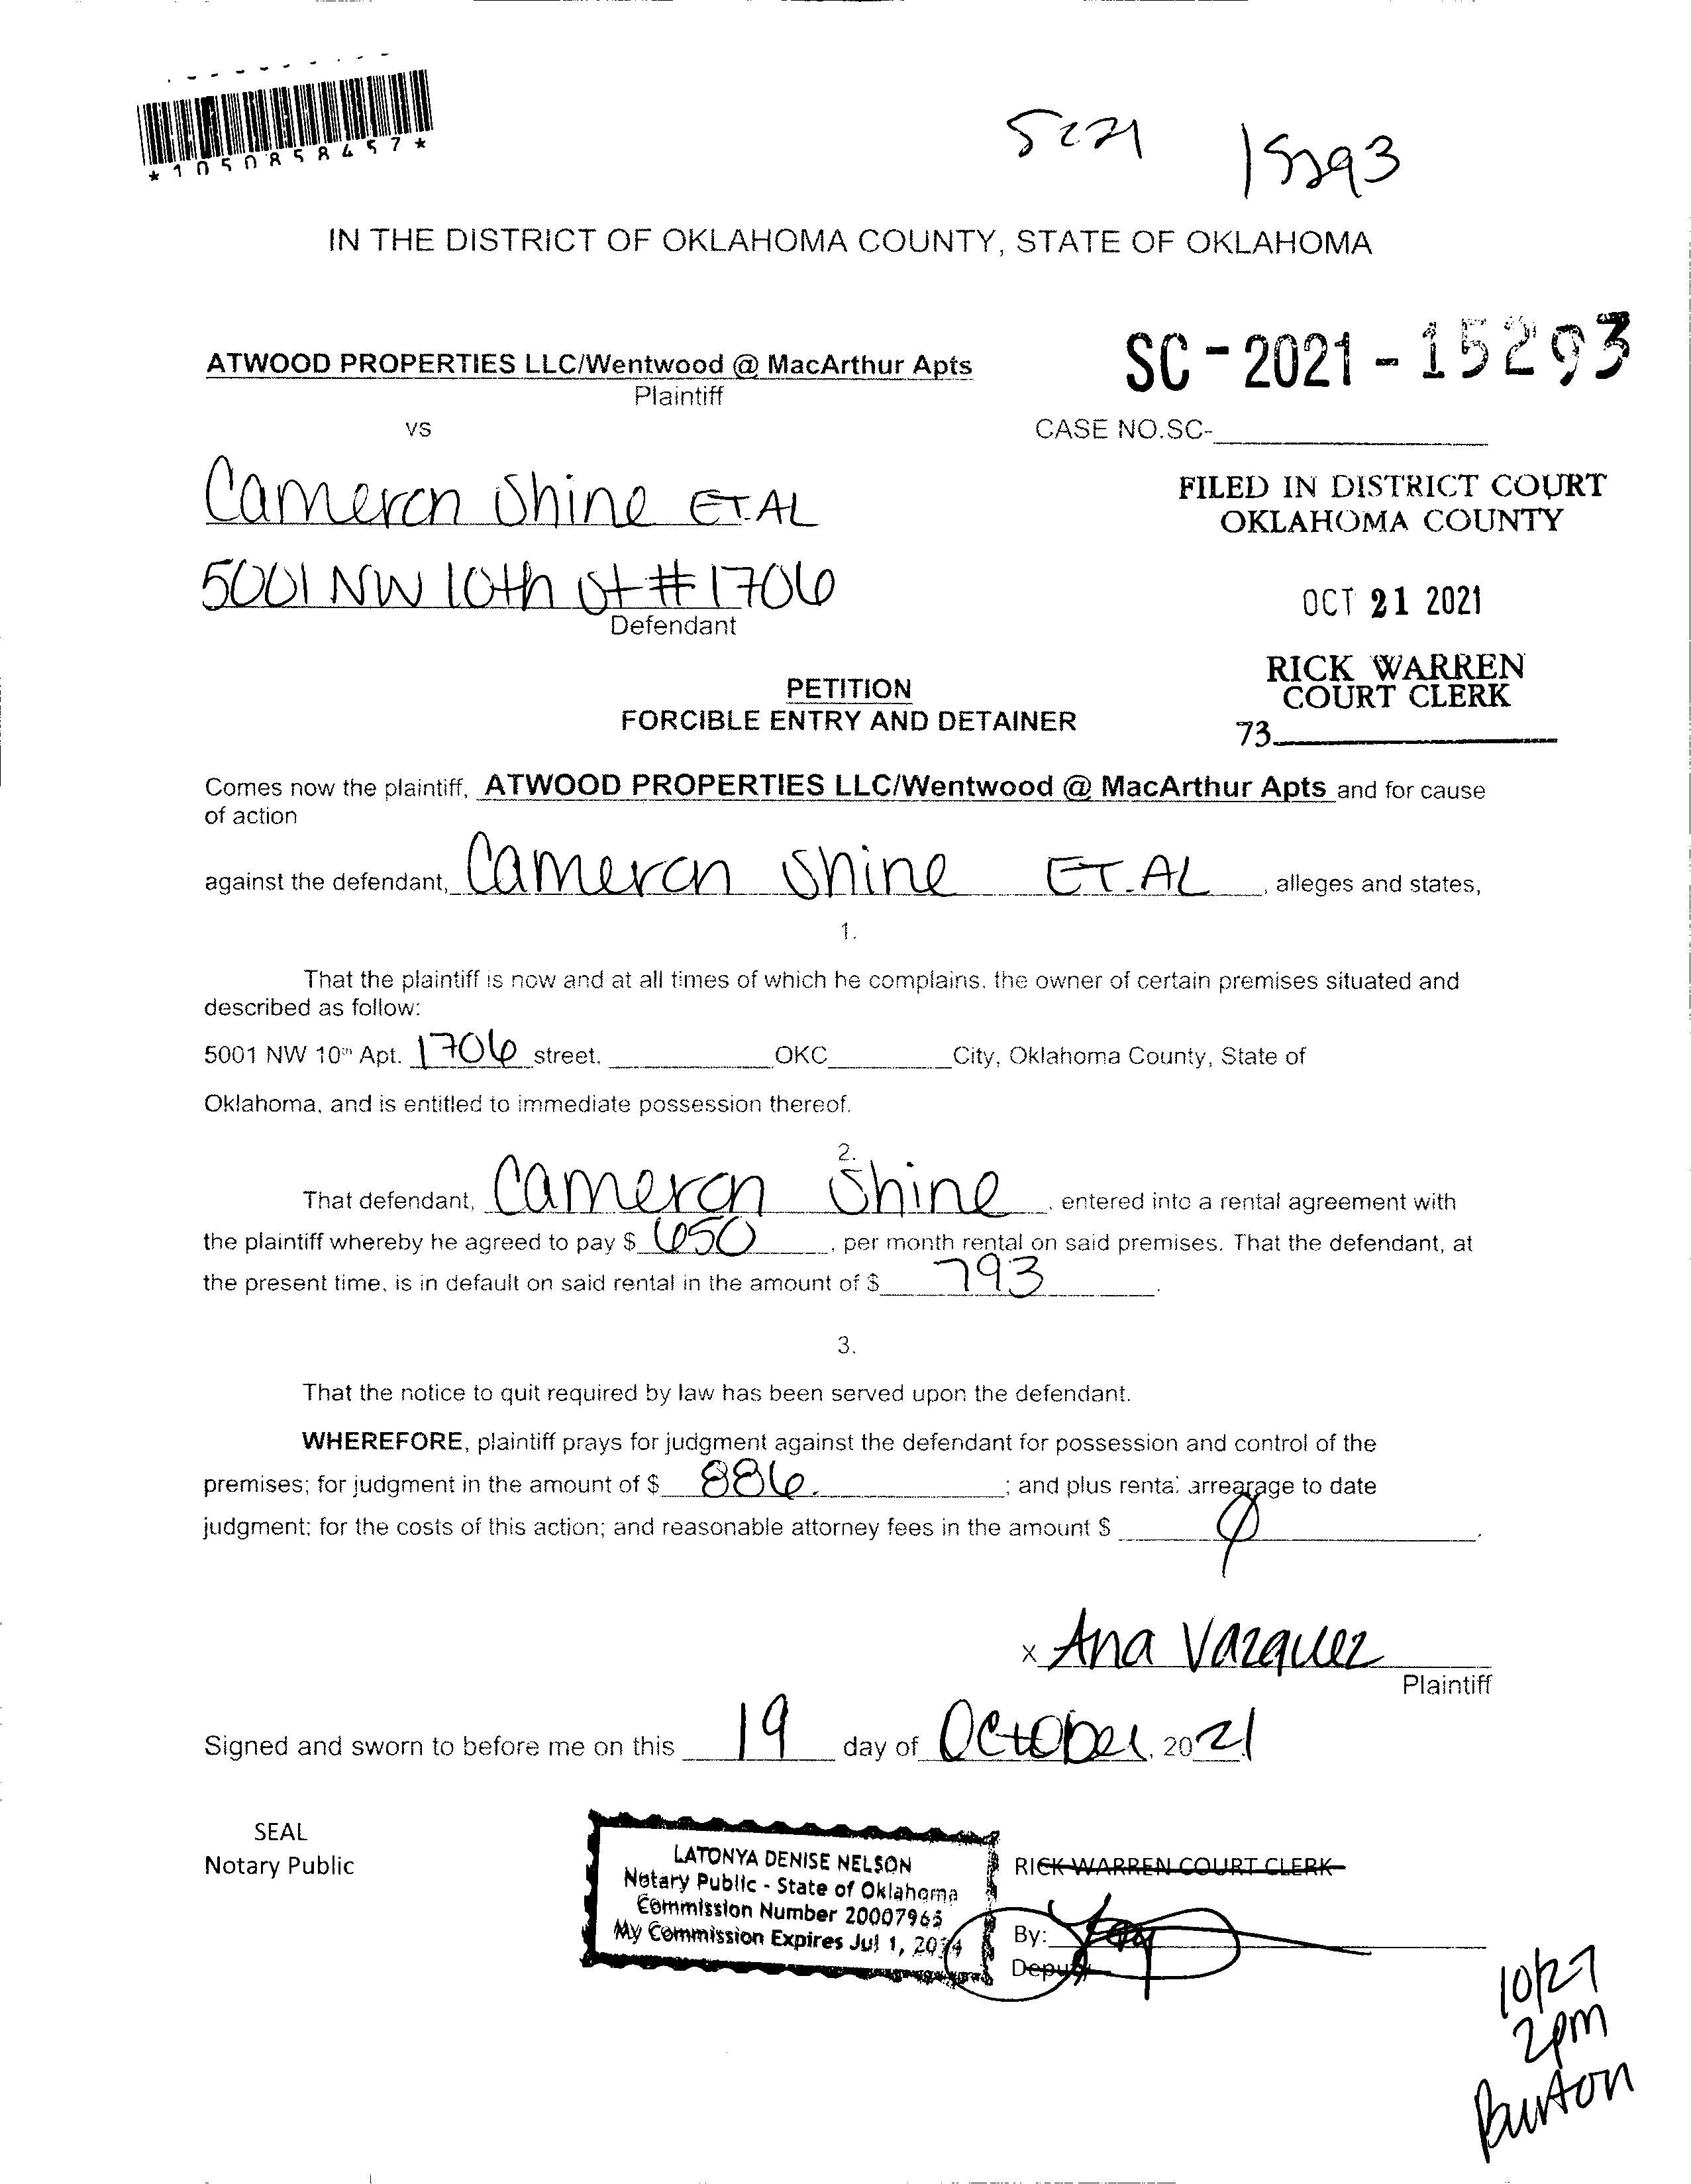 *1050858457*
SC21 15293
IN THE DISTRICT OF OKLAHOMA COUNTY, STATE OF OKLAHOMA
ATWOOD PROPERTIES LLC/Wentwood @ MacArthur Apts
Plaintiff
SC-2021-15293
vs
CASE NO.SC-
Cameron Shine ET.AL
FILED IN DISTRICT COURT
OKLAHOMA COUNTY
5001 NW 10th St #1706
Defendant
OCT 21 2021
RICK WARREN
COURT CLERK
73
PETITION
FORCIBLE ENTRY AND DETAINER
Comes now the plaintiff, ATWOOD PROPERTIES LLC/Wentwood @ MacArthur Apts and for cause
of action
against the defendant, Cameron Shine ET.AL, alleges and states,
1.
That the plaintiff is now and at all times of which he complains, the owner of certain premises situated and
described as follow:
5001 NW 10th Apt. 1706 street, OKC City, Oklahoma County, State of
Oklahoma, and is entitled to immediate possession thereof.
2.
That defendant, Cameron Shine, entered into a rental agreement with
the plaintiff whereby he agreed to pay $ 650, per month rental on said premises. That the defendant, at
the present time, is in default on said rental in the amount of $ 793.
3.
That the notice to quit required by law has been served upon the defendant.
WHEREFORE, plaintiff prays for judgment against the defendant for possession and control of the
premises; for judgment in the amount of $ 886. ; and plus rental arrearage to date
judgment; for the costs of this action; and reasonable attorney fees in the amount $ 0.
x Ana Vazquez
Plaintiff
Signed and sworn to before me on this 19 day of October, 2021
SEAL
Notary Public
LATONYA DENISE NELSON
Notary Public - State of Oklahoma
Commission Number 20007965
My Commission Expires Jul 1, 2024
RICK WARREN COURT CLERK
By:
Deputy
10/27
2pm
Burton